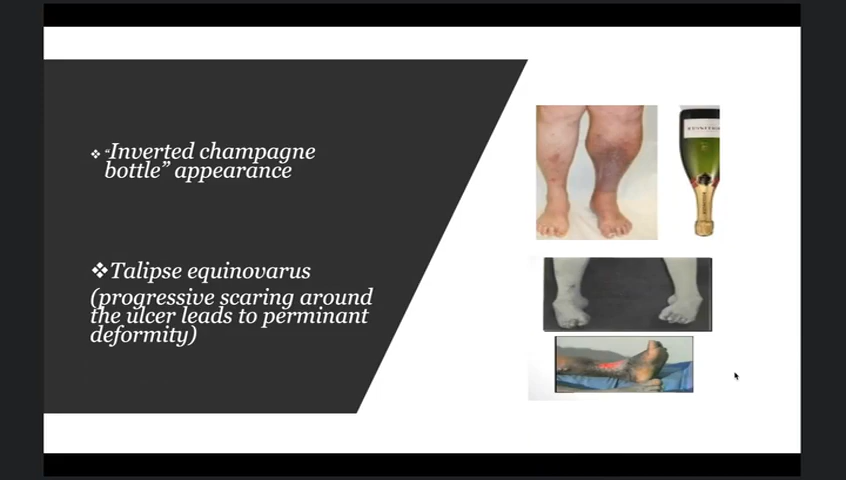 ❖ “Inverted champagne
bottle” appearance
❖Talipse equinovarus
(progressive scaring around
the ulcer leads to perminant
deformity)